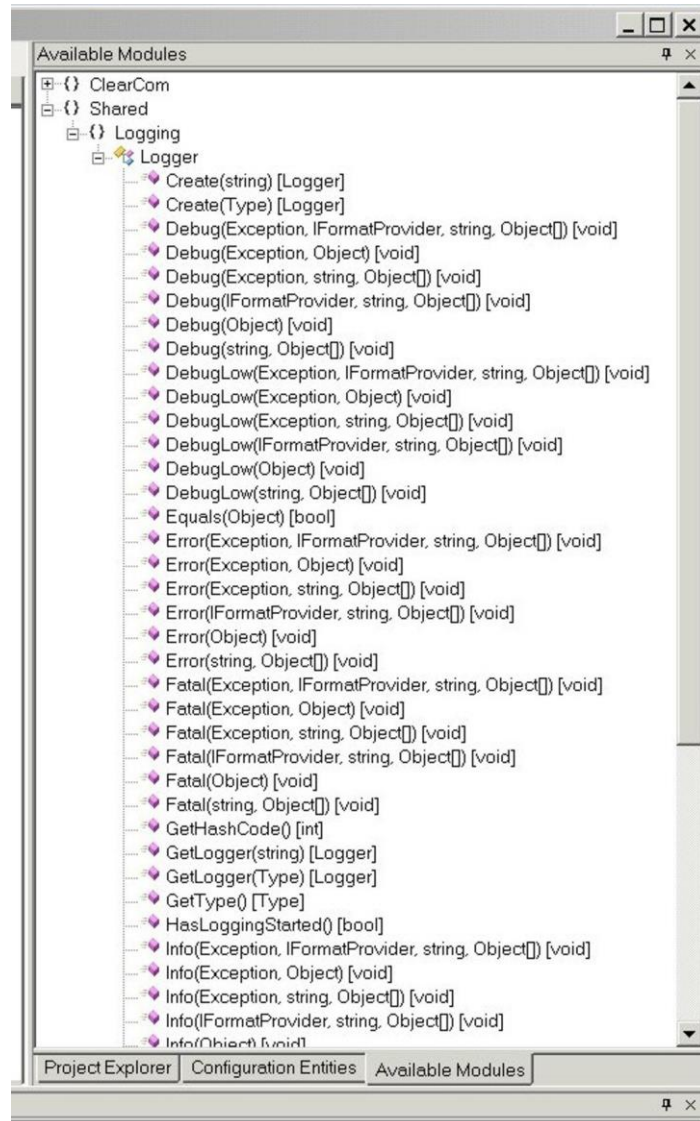 Available Modules
{} ClearCom
{} Shared
{} Logging
Logger
Create(string) [Logger]
Create(Type) [Logger]
Debug(Exception, IFormatProvider, string, Object[]) [void]
Debug(Exception, Object) [void]
Debug(Exception, string, Object[]) [void]
Debug(IFormatProvider, string, Object[]) [void]
Debug(Object) [void]
Debug(string, Object[]) [void]
DebugLow(Exception, IFormatProvider, string, Object[]) [void]
DebugLow(Exception, Object) [void]
DebugLow(Exception, string, Object[]) [void]
DebugLow(IFormatProvider, string, Object[]) [void]
DebugLow(Object) [void]
DebugLow(string, Object[]) [void]
Equals(Object) [bool]
Error(Exception, IFormatProvider, string, Object[]) [void]
Error(Exception, Object) [void]
Error(Exception, string, Object[]) [void]
Error(IFormatProvider, string, Object[]) [void]
Error(Object) [void]
Error(string, Object[]) [void]
Fatal(Exception, IFormatProvider, string, Object[]) [void]
Fatal(Exception, Object) [void]
Fatal(Exception, string, Object[]) [void]
Fatal(IFormatProvider, string, Object[]) [void]
Fatal(Object) [void]
Fatal(string, Object[]) [void]
GetHashCode() [int]
GetLogger(string) [Logger]
GetLogger(Type) [Logger]
GetType() [Type]
HasLoggingStarted() [bool]
Info(Exception, IFormatProvider, string, Object[]) [void]
Info(Exception, Object) [void]
Info(Exception, string, Object[]) [void]
Info(IFormatProvider, string, Object[]) [void]
Info(Object) [void]
Project Explorer
Configuration Entities
Available Modules